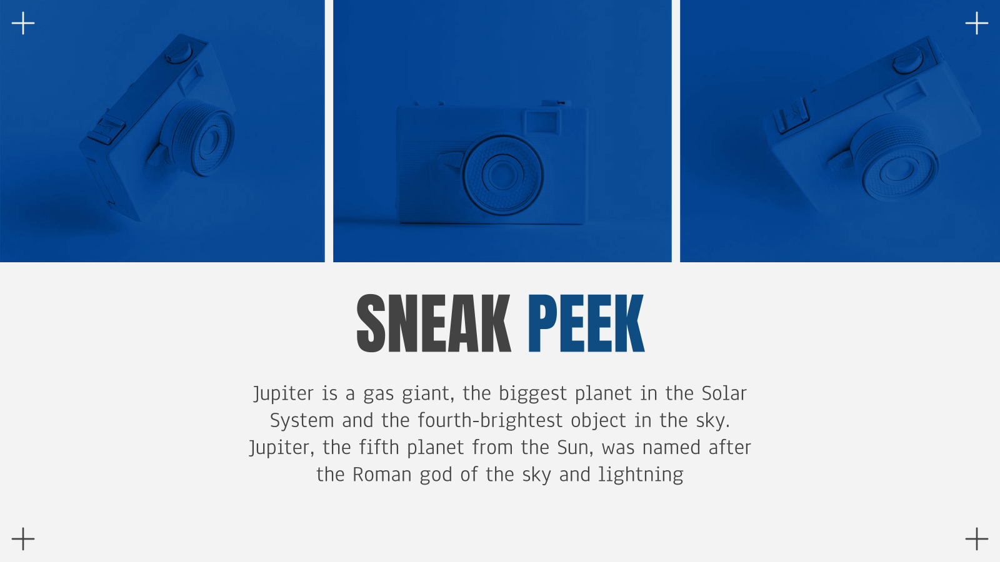 SNEAK PEEK
Jupiter is a gas giant, the biggest planet in the Solar
System and the fourth-brightest object in the sky.
Jupiter, the fifth planet from the Sun, was named after
the Roman god of the sky and lightning